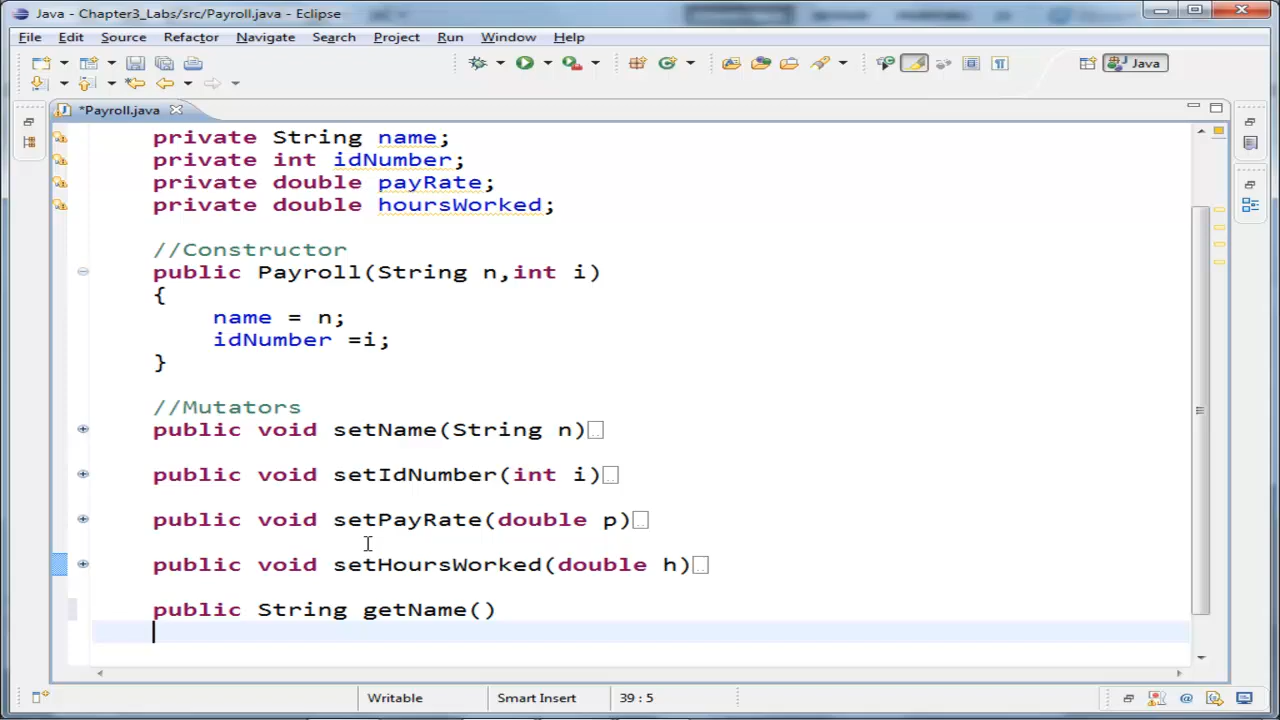 Java - Chapter3_Labs/src/Payroll.java - Eclipse
File Edit Source Refactor Navigate Search Project Run Window Help
Java
*Payroll.java
private String name;
private int idNumber;
private double payRate;
private double hoursWorked;
//Constructor
public Payroll(String n,int i)
{
name = n;
idNumber =i;
}
//Mutators
public void setName(String n)
public void setIdNumber(int i)
public void setPayRate(double p)
public void setHoursWorked(double h)
public String getName()
Writable Smart Insert 39 : 5